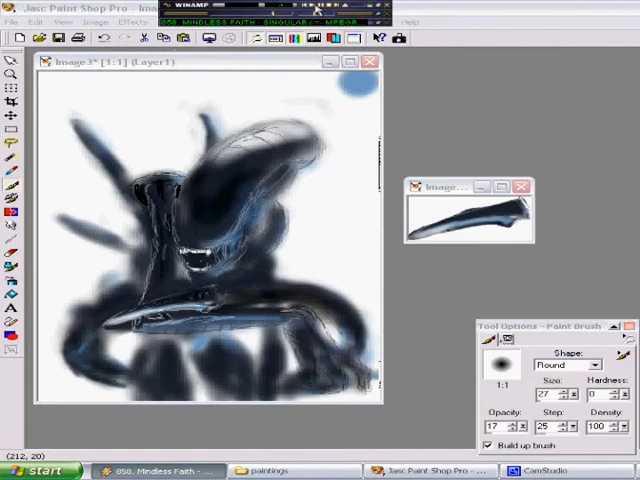 WINAMP
858. MINDLESS FAITH
Jasc Paint Shop Pro - Ima
File Edit View Image Effects
Help
Image3* [1:1] (Layer1)
Image...
Tool Options - Paint Brush
Shape:
Round
1:1
Size: Hardness:
27 0
Opacity: Step: Density:
17 25 100
Build up brush
(212, 20)
start
858. Mindless Faith - ...
paintings
Jasc Paint Shop Pro - ...
CamStudio